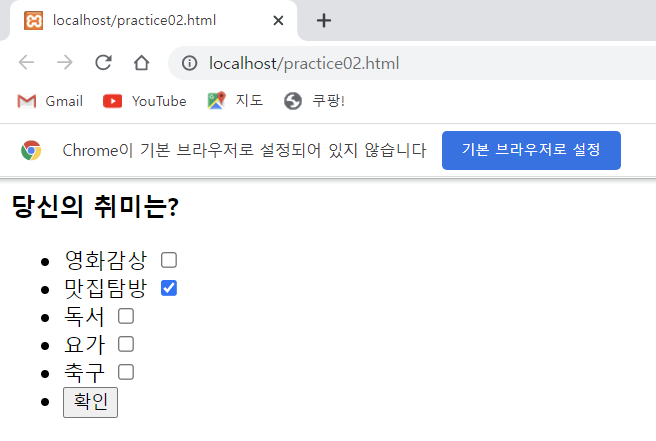 localhost/practice02.html
localhost/practice02.html
Gmail YouTube 지도 쿠팡!
Chrome이 기본 브라우저로 설정되어 있지 않습니다 기본 브라우저로 설정
당신의 취미는?
영화감상
맛집탐방
독서
요가
축구
확인